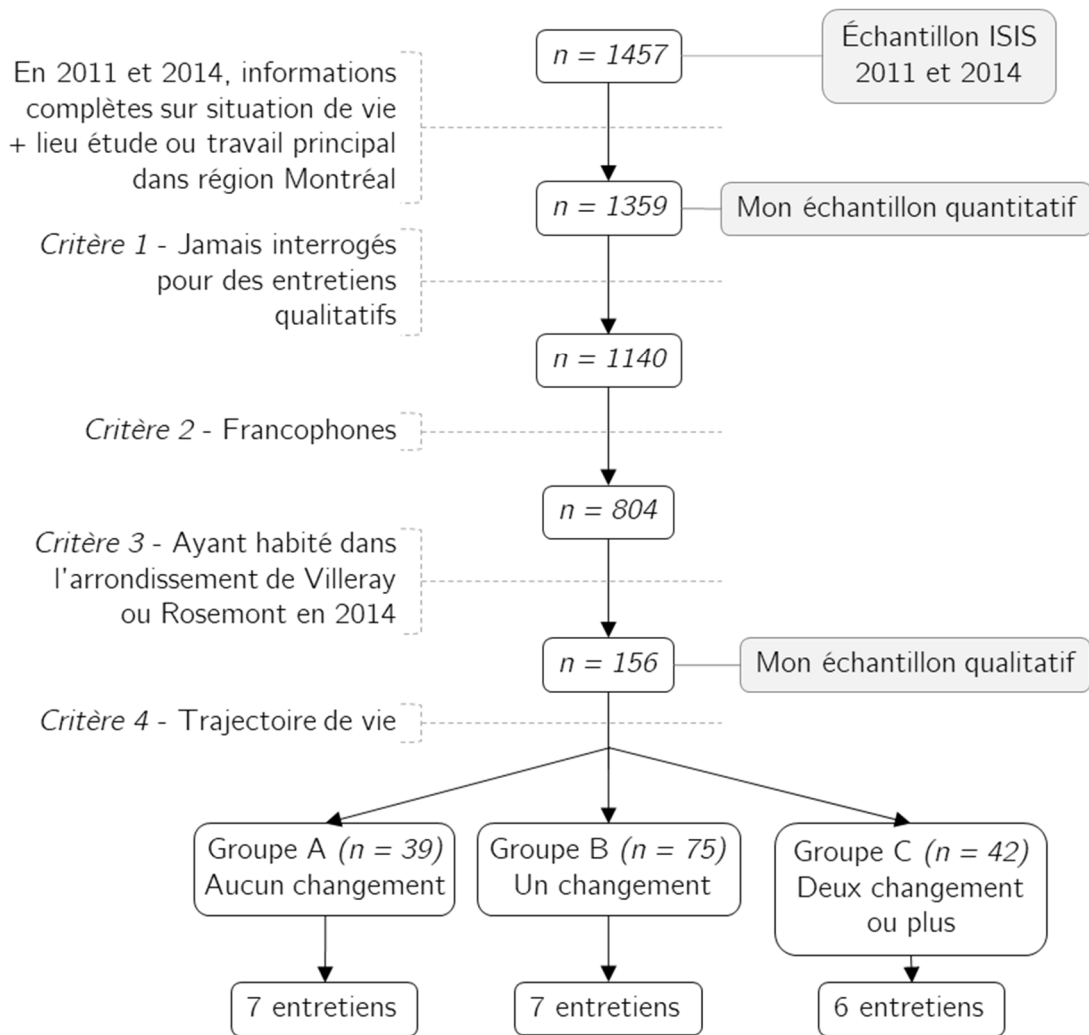 n = 1457
Échantillon ISIS
2011 et 2014
En 2011 et 2014, informations
complètes sur situation de vie
+ lieu étude ou travail principal
dans région Montréal
n = 1359
Mon échantillon quantitatif
Critère 1 - Jamais interrogés
pour des entretiens
qualitatifs
n = 1140
Critère 2 - Francophones
n = 804
Critère 3 - Ayant habité dans
l'arrondissement de Villeray
ou Rosemont en 2014
n = 156
Mon échantillon qualitatif
Critère 4 - Trajectoire de vie
Groupe A (n = 39)
Aucun changement
Groupe B (n = 75)
Un changement
Groupe C (n = 42)
Deux changement
ou plus
7 entretiens
7 entretiens
6 entretiens